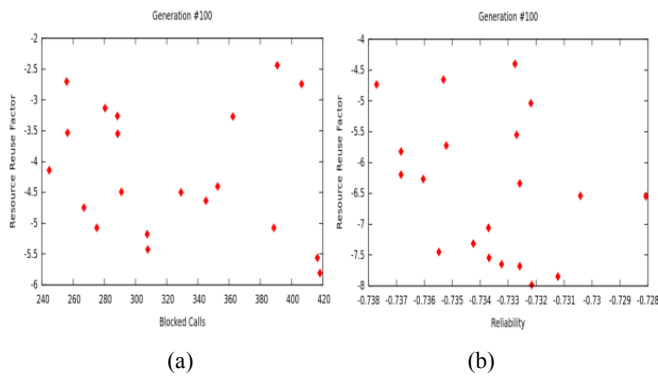 Generation #100
-2
-2.5
-3
-3.5
-4
-4.5
-5
-5.5
-6
Resource Reuse Factor
240 260 280 300 320 340 360 380 400 420
Blocked Calls
(a)
Generation #100
-4
-4.5
-5
-5.5
-6
-6.5
-7
-7.5
-8
Resource Reuse Factor
-0.738 -0.737 -0.736 -0.735 -0.734 -0.733 -0.732 -0.731 -0.73 -0.729 -0.728
Reliability
(b)